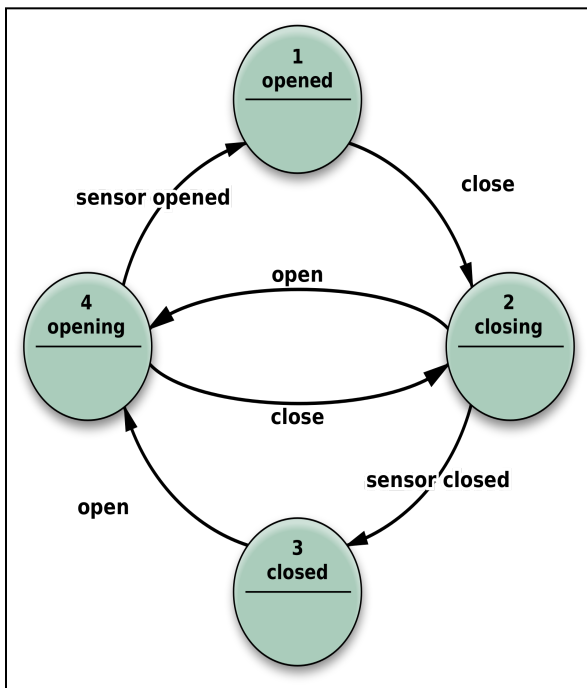 1
opened
sensor opened
close
open
4
opening
2
closing
close
sensor closed
open
3
closed